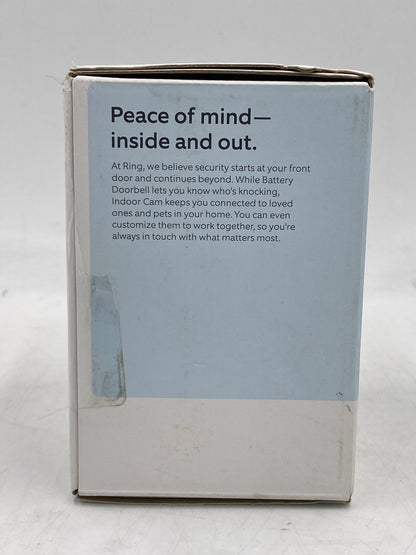 Peace of mind—
inside and out.
At Ring, we believe security starts at your front
door and continues beyond. While Battery
Doorbell lets you know who's knocking,
Indoor Cam keeps you connected to loved
ones and pets in your home. You can even
customize them to work together, so you're
always in touch with what matters most.